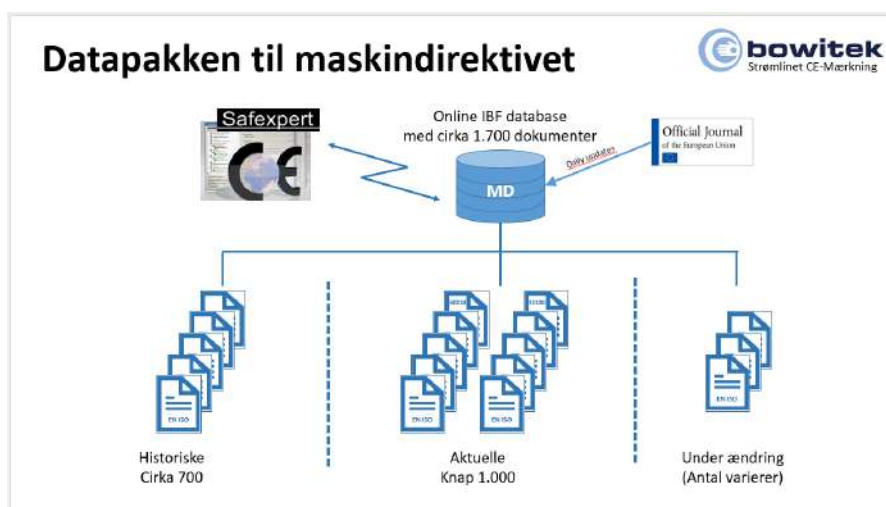 Datapakken til maskindirektivet
bowitek
Strømlinet CE-Mærkning
Safexpert
CE
Online IBF database
med cirka 1.700 dokumenter
Official Journal
of the European Union
Daily updates
MD
EN ISO
EN ISO
EN ISO
EN ISO
Historiske
Cirka 700
Aktuelle
Knap 1.000
Under ændring
(Antal varierer)